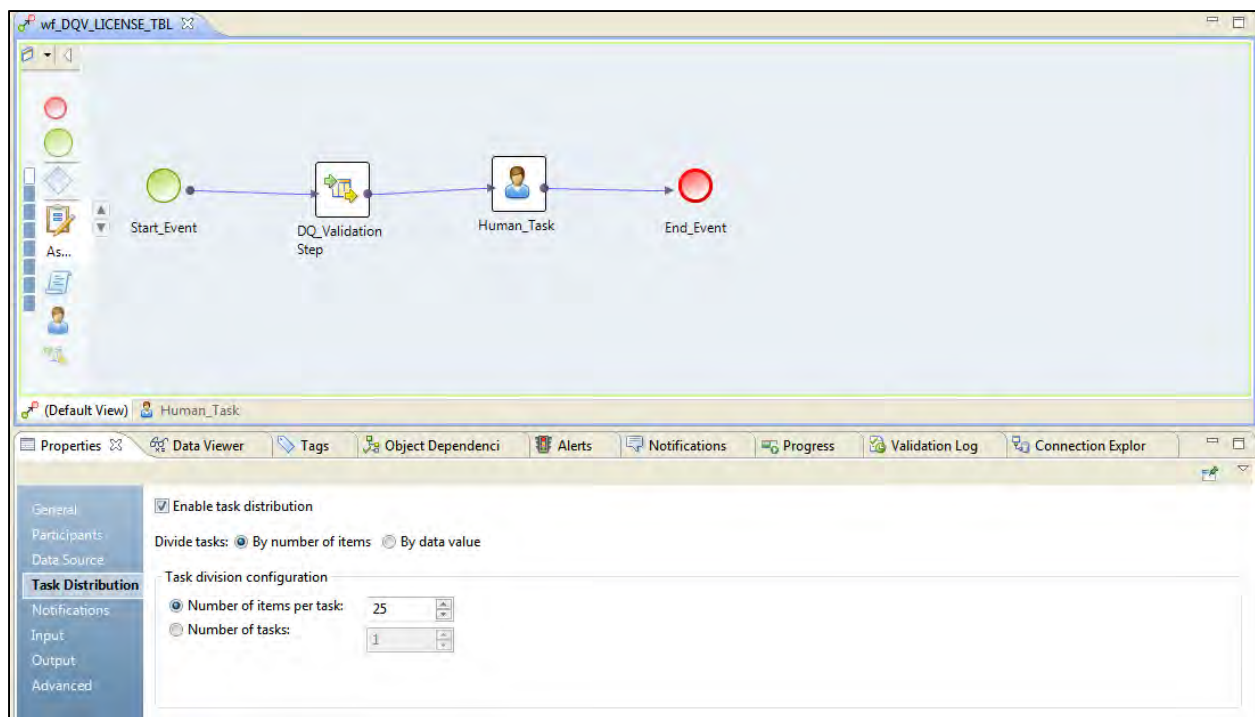 wf_DQV_LICENSE_TBL
As...
Start_Event
DQ_Validation
Step
Human_Task
End_Event
(Default View) Human_Task
Properties Data Viewer Tags Object Dependenci Alerts Notifications Progress Validation Log Connection Explor
General
Participants
Data Source
Task Distribution
Notifications
Input
Output
Advanced
Enable task distribution
Divide tasks: By number of items By data value
Task division configuration
Number of items per task: 25
Number of tasks: 1